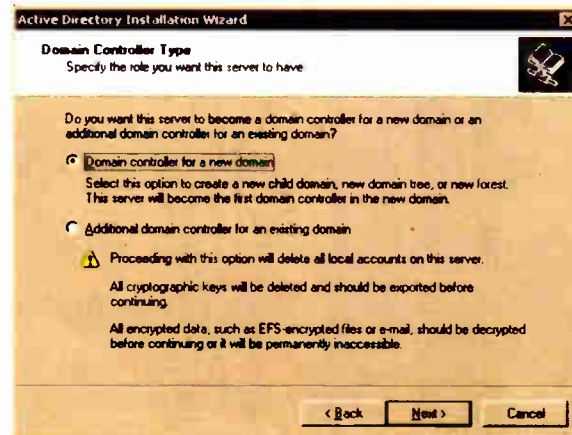 Active Directory Installation Wizard
Domain Controller Type
Specify the role you want this server to have
Do you want this server to become a domain controller for a new domain or an
additional domain controller for an existing domain?
Domain controller for a new domain
Select this option to create a new child domain, new domain tree, or new forest.
This server will become the first domain controller in the new domain.
Additional domain controller for an existing domain
Proceeding with this option will delete all local accounts on this server.
All cryptographic keys will be deleted and should be exported before
continuing.
All encrypted data, such as EFS-encrypted files or e-mail, should be decrypted
before continuing or it will be permanently inaccessible.
< Back
Next >
Cancel